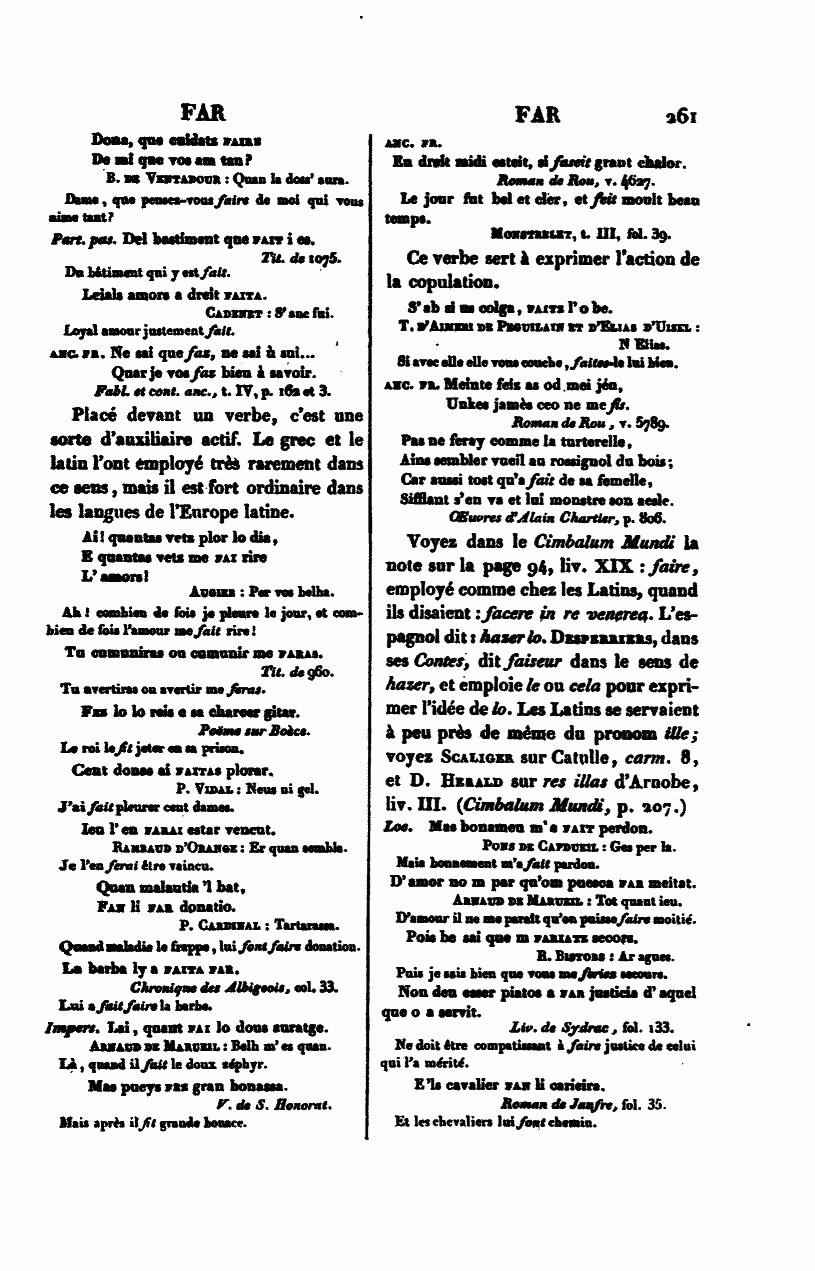 FAR
Dona, que cuidatz FAIRE
De mi que vos am tan?
B. DE VENTADOUR : Quan la doss' aura.
Dame, que pensez-vous faire de moi qui vous
aime tant?
Part. pas. Del bastiment que FAIT i es.
Tit. de 1075.
Du bâtiment qui y est fait.
Leials amors a dreit FAITA.
CADENET : S' anc fui.
Loyal amour justement fait.
ANC. FR. Ne sai que faz, ne sai à sui...
Quar je vos faz bien à savoir.
Fabl. et cont. anc., t. IV, p. 162 et 3.
Placé devant un verbe, c'est une
sorte d'auxiliaire actif. Le grec et le
latin l'ont employé très rarement dans
ce sens, mais il est fort ordinaire dans
les langues de l'Europe latine.
Ai! quantas vetz plor lo dia,
E quantas vetz me FAI rire
L' amors!
AUGIER : Per vos belha.
Ah! combien de fois je pleure le jour, et com-
bien de fois l'amour me fait rire!
Tu comuniras ou comunir me FARAS.
Tit. de 960.
Tu avertiras ou avertir me feras.
FEZ lo lo reis e sa charcer gitar.
Poëme sur Boèce.
Le roi le fit jeter en sa prison.
Cent donas ai FAITAS plorar.
P. VIDAL : Neus ni gel.
J'ai fait pleurer cent dames.
Ieu l' en FARAI estar vencut.
RAMBAUD D'ORANGE : Er quan sembla.
Je l'en ferai être vaincu.
Quan malautia 'l bat,
FAN li FAR donatio.
P. CARDINAL : Tartarassa.
Quand maladie le frappe, lui font faire donation.
La barba ly a FAITA FAR.
Chronique des Albigeois, col. 33.
Lui a fait faire la barbe.
Impers. Lai, quant FAI lo dous auratge.
ARNAUD DE MARUEIL : Belh m' es quan.
Là, quand il fait le doux zéphyr.
Mas pueys FES gran bonassa.
V. de S. Honorat.
Mais après il fit grande bonace.
FAR 261
ANC. FR.
En dreit midi esteit, si faseit grant chalor.
Roman de Rou, v. 4627.
Le jour fut bel et cler, et feit moult beau
temps.
MONSTRELET, t. III, fol. 39.
Ce verbe sert à exprimer l'action de
la copulation.
S' ab si us colga, FAITZ l' o be.
T. D'AIMERI DE PEGUILAIN ET D'ELIAS D'UISEL :
N Elias.
Si avec elle elle vous couche, faites-le lui bien.
ANC. FR. Meinte feiz as od mei jéu,
Unkes jamès ceo ne me fis.
Roman de Rou, v. 5789.
Pas ne feray comme la turterelle,
Ains sembler vueil au rossignol du bois;
Car aussi tost qu'a fait de sa femelle,
Sifflant s'en va et lui monstre son aesle.
Œuvres d'Alain Chartier, p. 806.
Voyez dans le Cimbalum Mundi la
note sur la page 94, liv. XIX : faire,
employé comme chez les Latins, quand
ils disaient : facere in re venerea. L'es-
pagnol dit : hazer lo. DESPERRIERS, dans
ses Contes, dit faiseur dans le sens de
hazer, et emploie le ou cela pour expri-
mer l'idée de lo. Les Latins se servaient
à peu près de même du pronom ille;
voyez SCALIGER sur Catulle, carm. 8,
et D. HERALD sur res illas d'Arnobe,
liv. III. (Cimbalum Mundi, p. 207.)
Loc. Mas bonamen m' a FAIT perdon.
PONS DE CAPDUEIL : Ges per la.
Mais bonnement m'a fait pardon.
D' amor no m par qu'om puesca FAR meitat.
ARNAUD DE MARUEIL : Tot quant ieu.
D'amour il ne me paraît qu'on puisse faire moitié.
Pois be sai que m FARIATZ secors.
R. BISTORS : Ar agues.
Puis je sais bien que vous me feriez secours.
Non deu esser piatos a FAR justicia d' aquel
que o a servit.
Liv. de Sydrac, fol. 133.
Ne doit être compatissant à faire justice de celui
qui l'a mérité.
E 'ls cavalier FAN li carieira.
Roman de Jaufre, fol. 35.
Et les chevaliers lui font chemin.